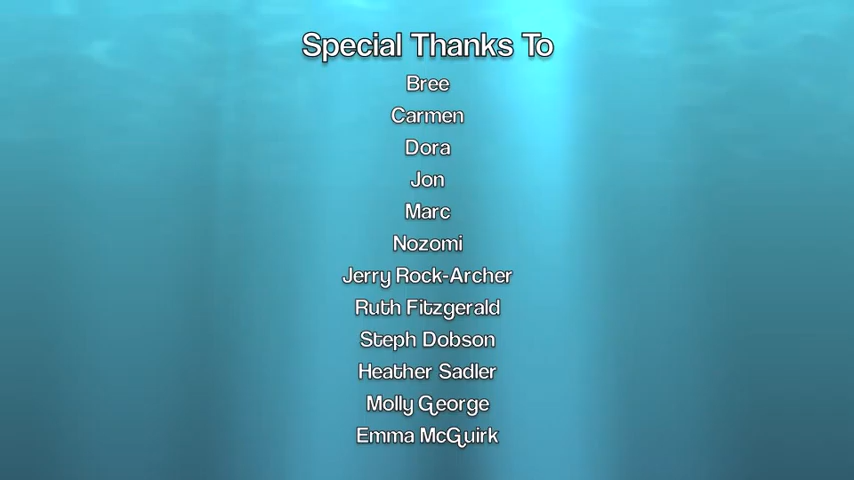 Special Thanks To
Bree
Carmen
Dora
Jon
Marc
Nozomi
Jerry Rock-Archer
Ruth Fitzgerald
Steph Dobson
Heather Sadler
Molly George
Emma McGuirk